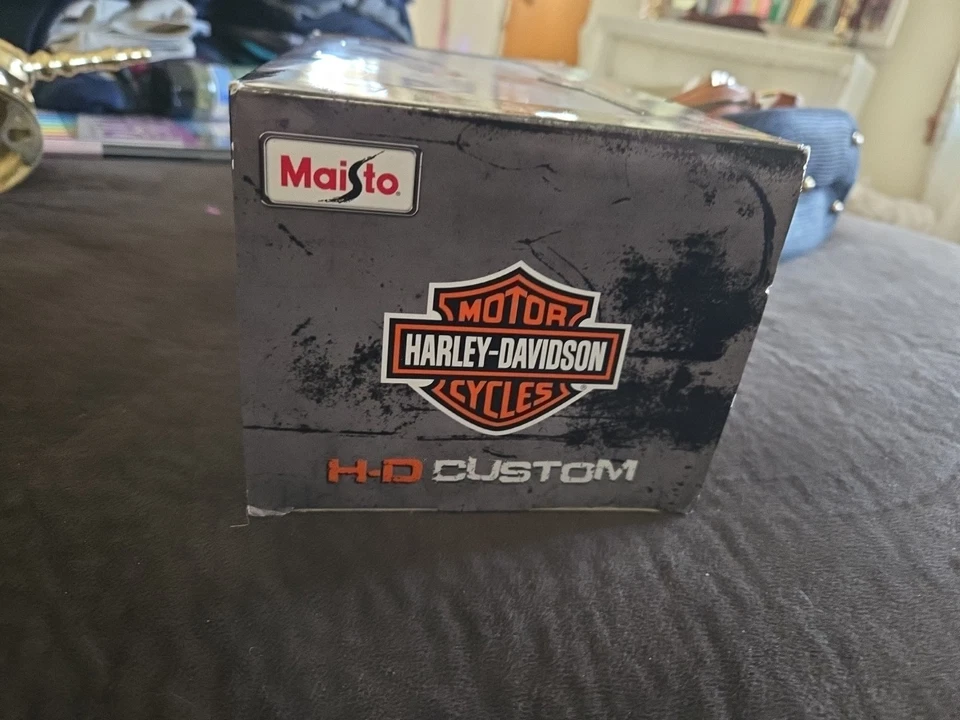 Maisto
MOTOR
HARLEY-DAVIDSON
CYCLES
H-D CUSTOM